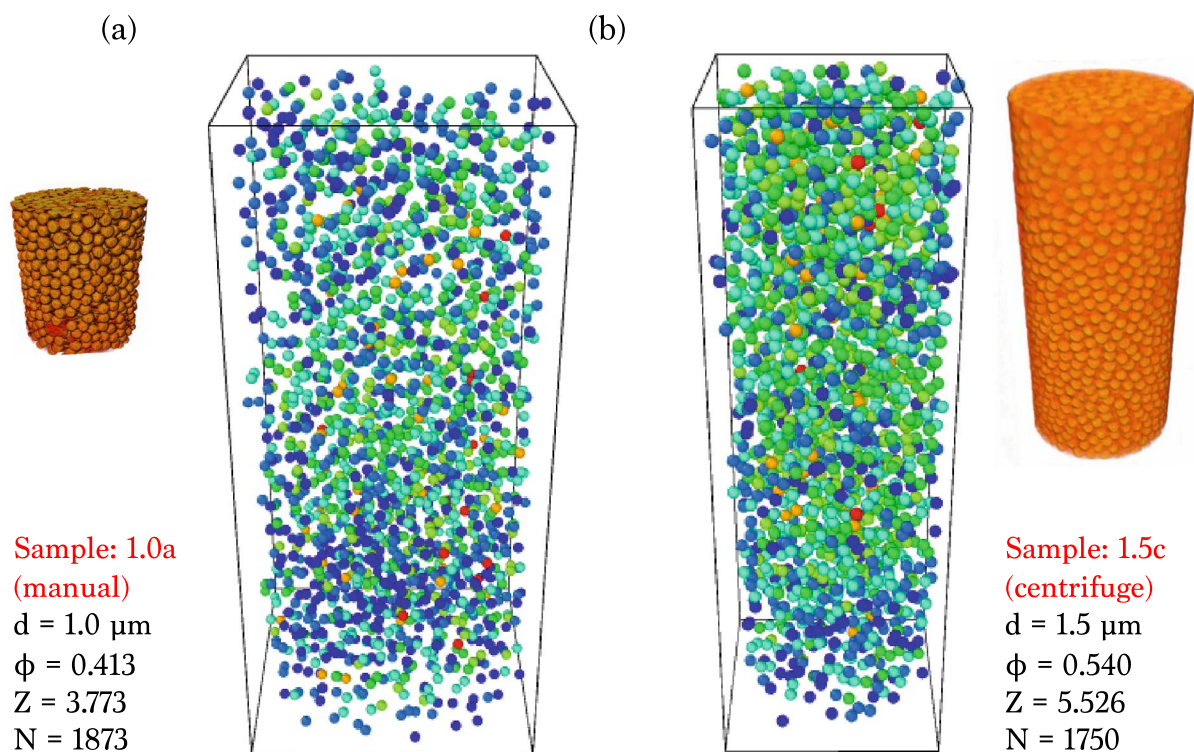 (a)
(b)
Sample: 1.0a
(manual)
d = 1.0 μm
ϕ = 0.413
Z = 3.773
N = 1873
Sample: 1.5c
(centrifuge)
d = 1.5 μm
ϕ = 0.540
Z = 5.526
N = 1750